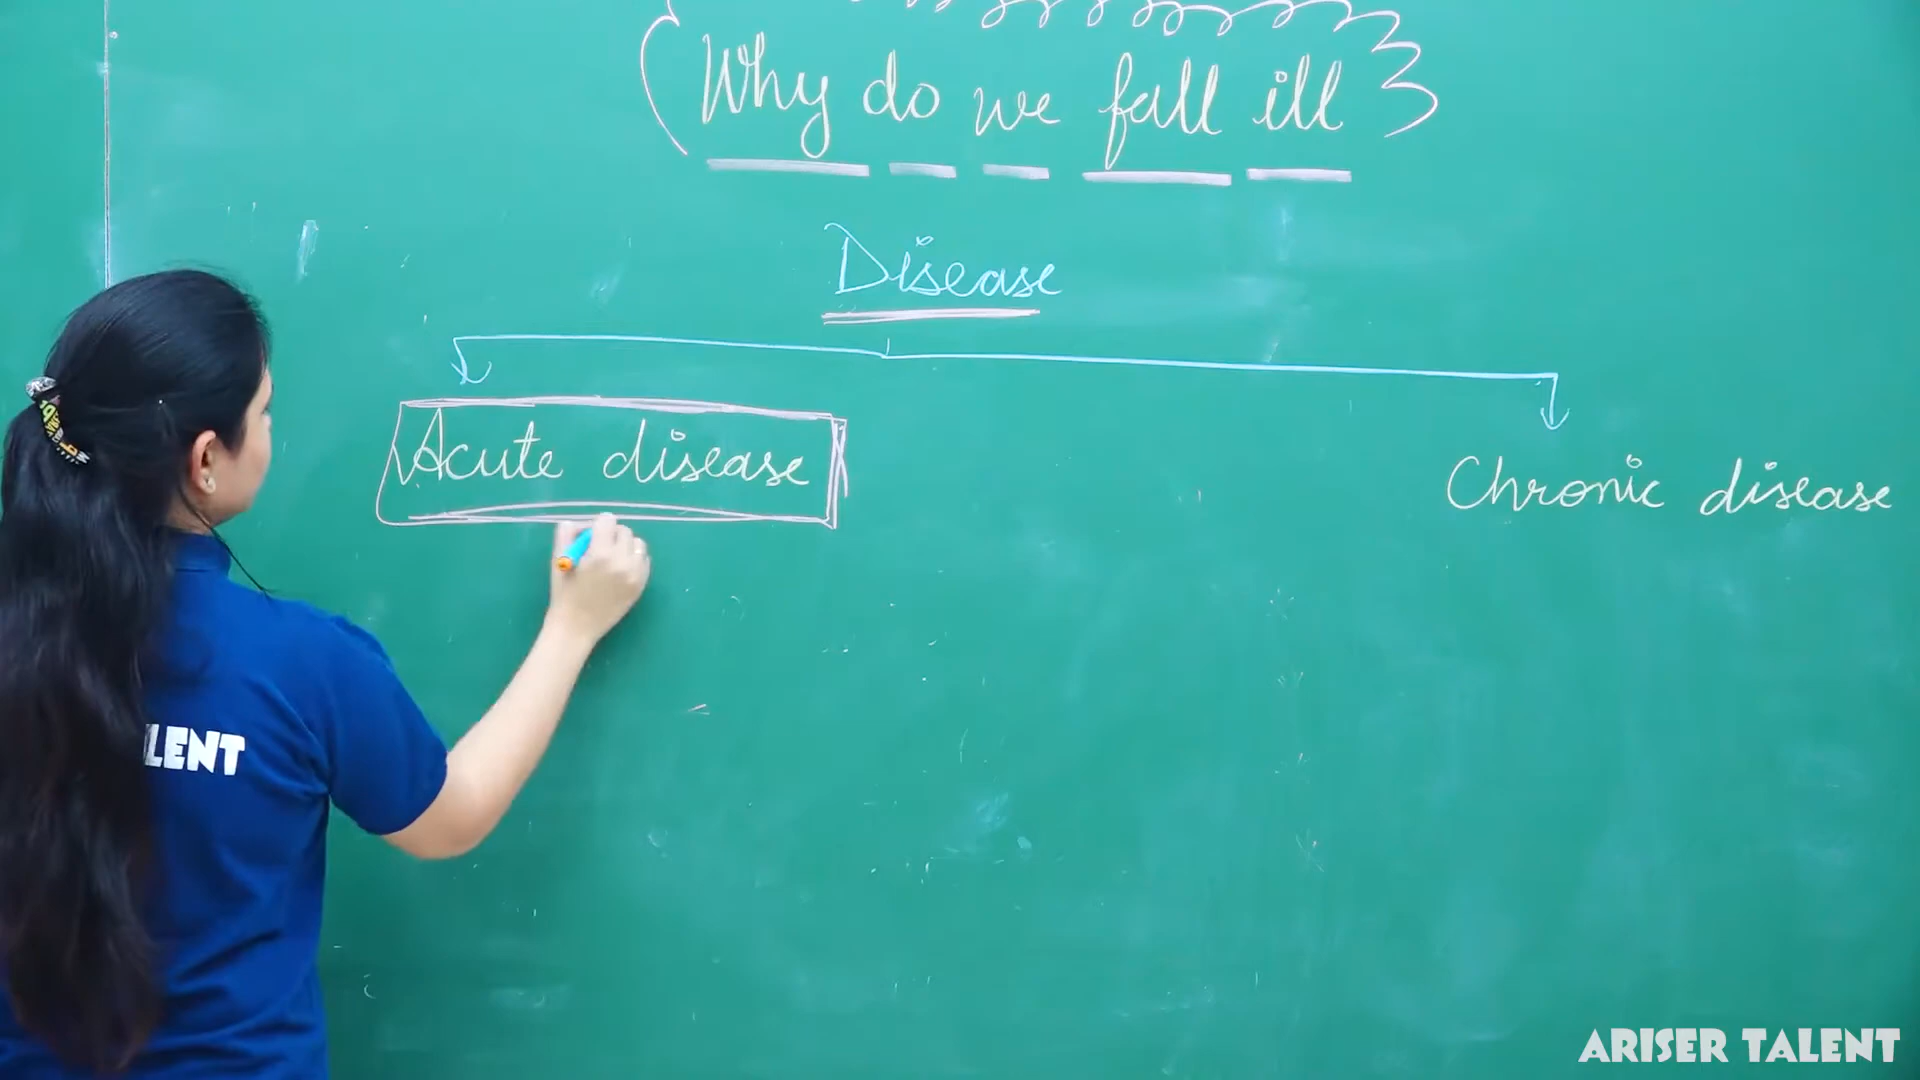 Why do we fall ill
Disease
Acute disease
Chronic disease
LENT
ARISER TALENT